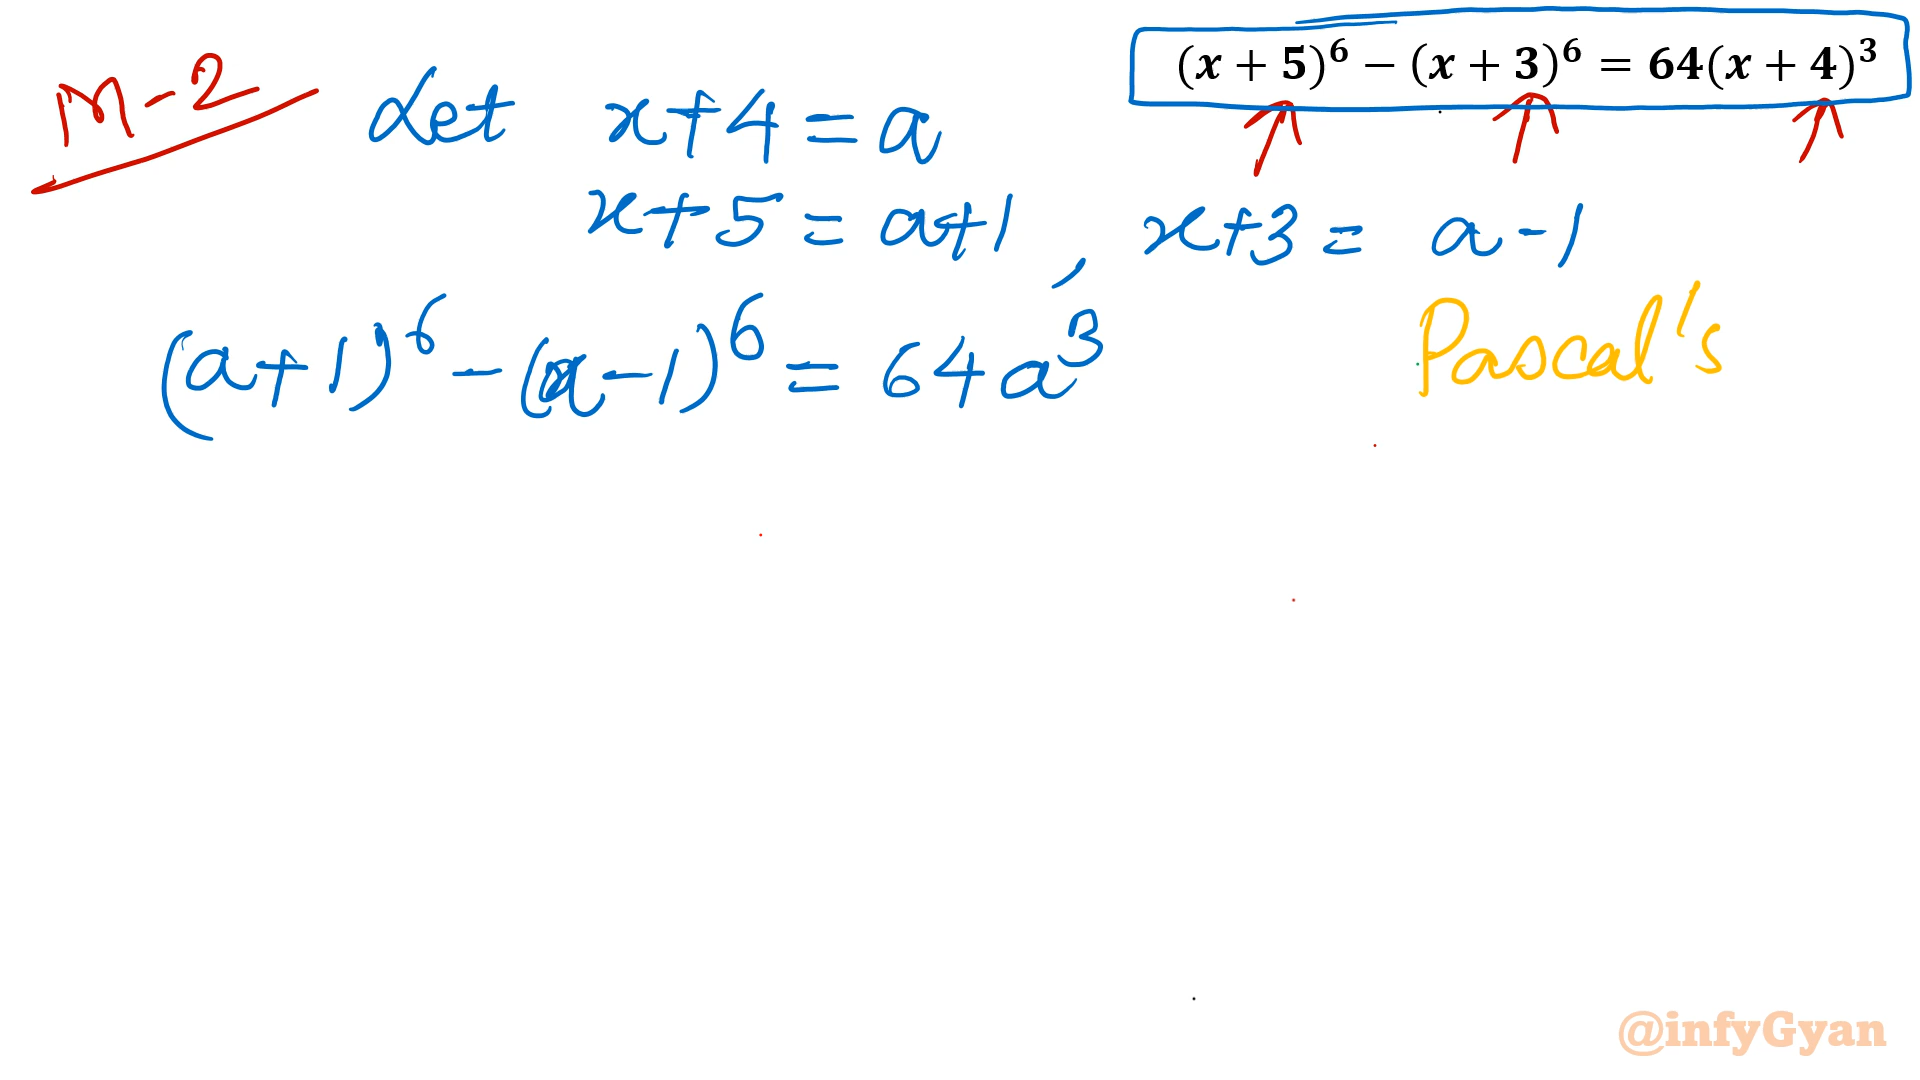 (x + 5)⁶ − (x + 3)⁶ = 64(x + 4)³
M-2 Let x+4 = a
x+5 = a+1, x+3 = a-1
(a+1)⁶ - (a-1)⁶ = 64a³
Pascal's
@infyGyan